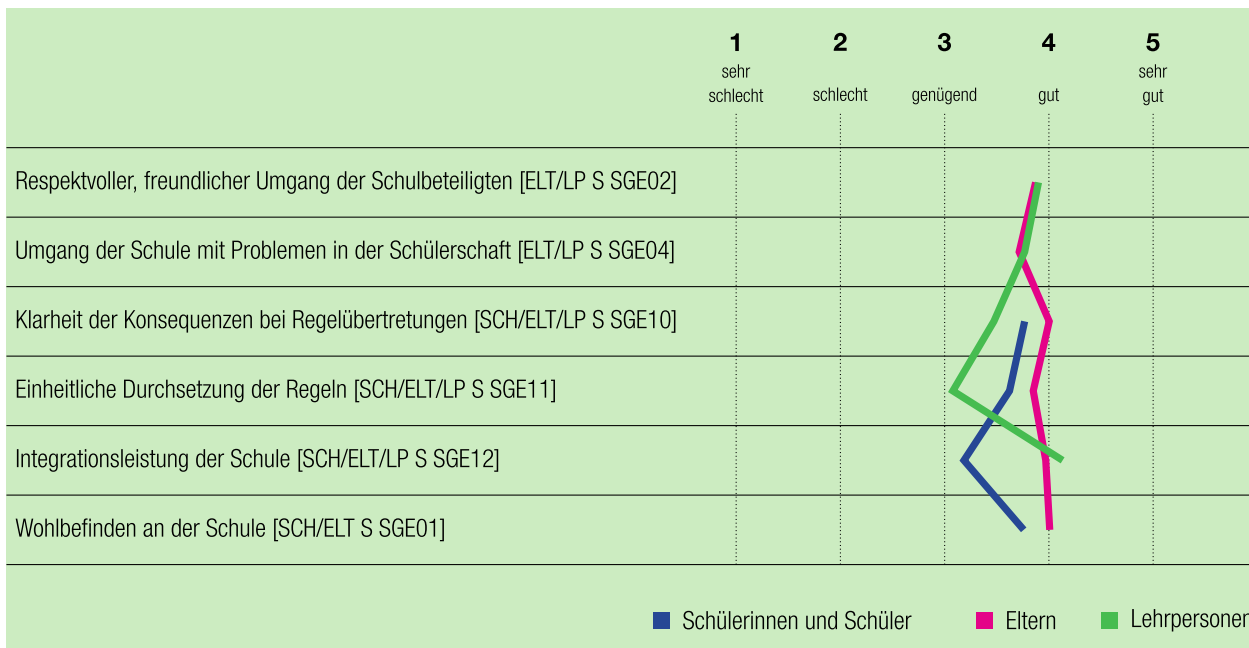 1 2 3 4 5
sehr schlecht schlecht genügend gut sehr gut
Respektvoller, freundlicher Umgang der Schulbeteiligten [ELT/LP S SGE02]
Umgang der Schule mit Problemen in der Schülerschaft [ELT/LP S SGE04]
Klarheit der Konsequenzen bei Regelübertretungen [SCH/ELT/LP S SGE10]
Einheitliche Durchsetzung der Regeln [SCH/ELT/LP S SGE11]
Integrationsleistung der Schule [SCH/ELT/LP S SGE12]
Wohlbefinden an der Schule [SCH/ELT S SGE01]
Schülerinnen und Schüler Eltern Lehrpersonen